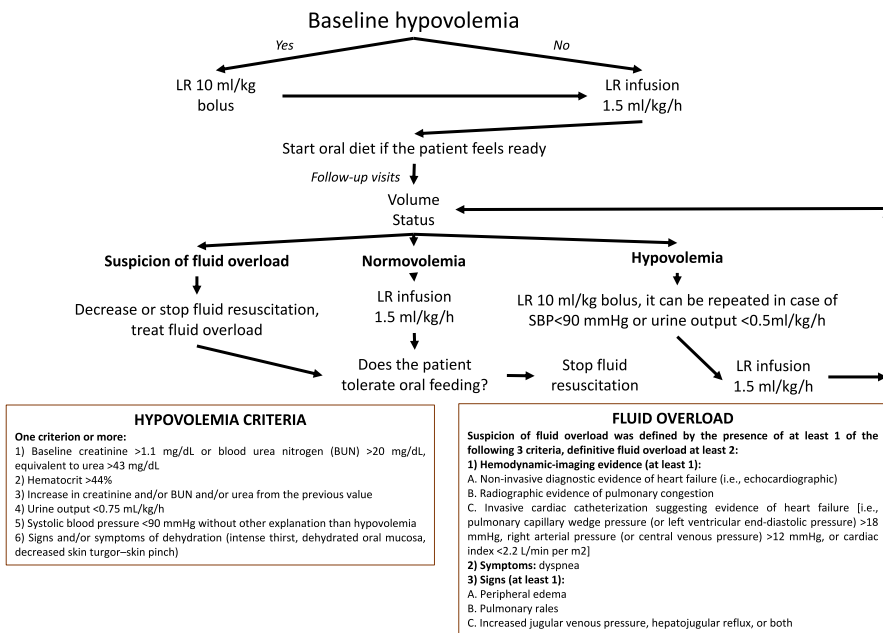 Baseline hypovolemia
Yes
No
LR 10 ml/kg
bolus
LR infusion
1.5 ml/kg/h
Start oral diet if the patient feels ready
Follow-up visits
Volume
Status
Suspicion of fluid overload
Normovolemia
Hypovolemia
Decrease or stop fluid resuscitation,
treat fluid overload
LR infusion
1.5 ml/kg/h
LR 10 ml/kg bolus, it can be repeated in case of
SBP<90 mmHg or urine output <0.5ml/kg/h
Does the patient
tolerate oral feeding?
Stop fluid
resuscitation
LR infusion
1.5 ml/kg/h
HYPOVOLEMIA CRITERIA
One criterion or more:
1) Baseline creatinine >1.1 mg/dL or blood urea nitrogen (BUN) >20 mg/dL,
equivalent to urea >43 mg/dL
2) Hematocrit >44%
3) Increase in creatinine and/or BUN and/or urea from the previous value
4) Urine output <0.75 mL/kg/h
5) Systolic blood pressure <90 mmHg without other explanation than hypovolemia
6) Signs and/or symptoms of dehydration (intense thirst, dehydrated oral mucosa,
decreased skin turgor–skin pinch)
FLUID OVERLOAD
Suspicion of fluid overload was defined by the presence of at least 1 of the
following 3 criteria, definitive fluid overload at least 2:
1) Hemodynamic-imaging evidence (at least 1):
A. Non-invasive diagnostic evidence of heart failure (i.e., echocardiographic)
B. Radiographic evidence of pulmonary congestion
C. Invasive cardiac catheterization suggesting evidence of heart failure [i.e.,
pulmonary capillary wedge pressure (or left ventricular end-diastolic pressure) >18
mmHg, right arterial pressure (or central venous pressure) >12 mmHg, or cardiac
index <2.2 L/min per m2]
2) Symptoms: dyspnea
3) Signs (at least 1):
A. Peripheral edema
B. Pulmonary rales
C. Increased jugular venous pressure, hepatojugular reflux, or both